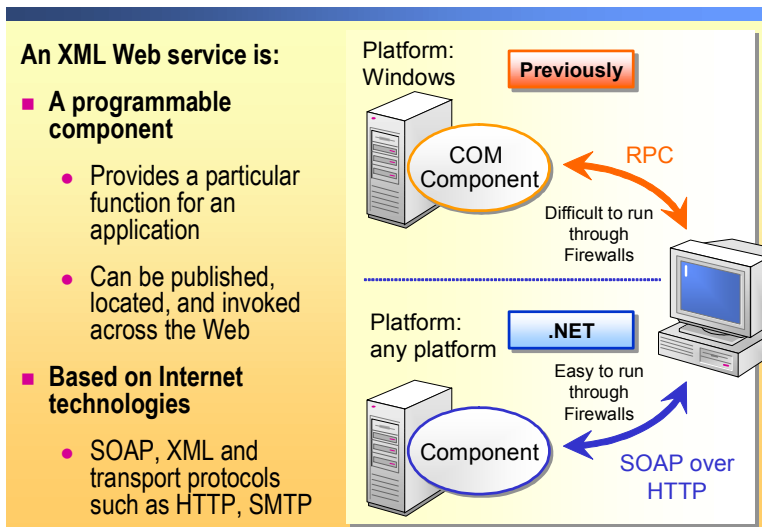 An XML Web service is:
A programmable
component
Provides a particular
function for an
application
Can be published,
located, and invoked
across the Web
Based on Internet
technologies
SOAP, XML and
transport protocols
such as HTTP, SMTP
Platform:
Windows
Previously
COM
Component
RPC
Difficult to run
through
Firewalls
Platform:
any platform
.NET
Easy to run
through
Firewalls
Component
SOAP over
HTTP